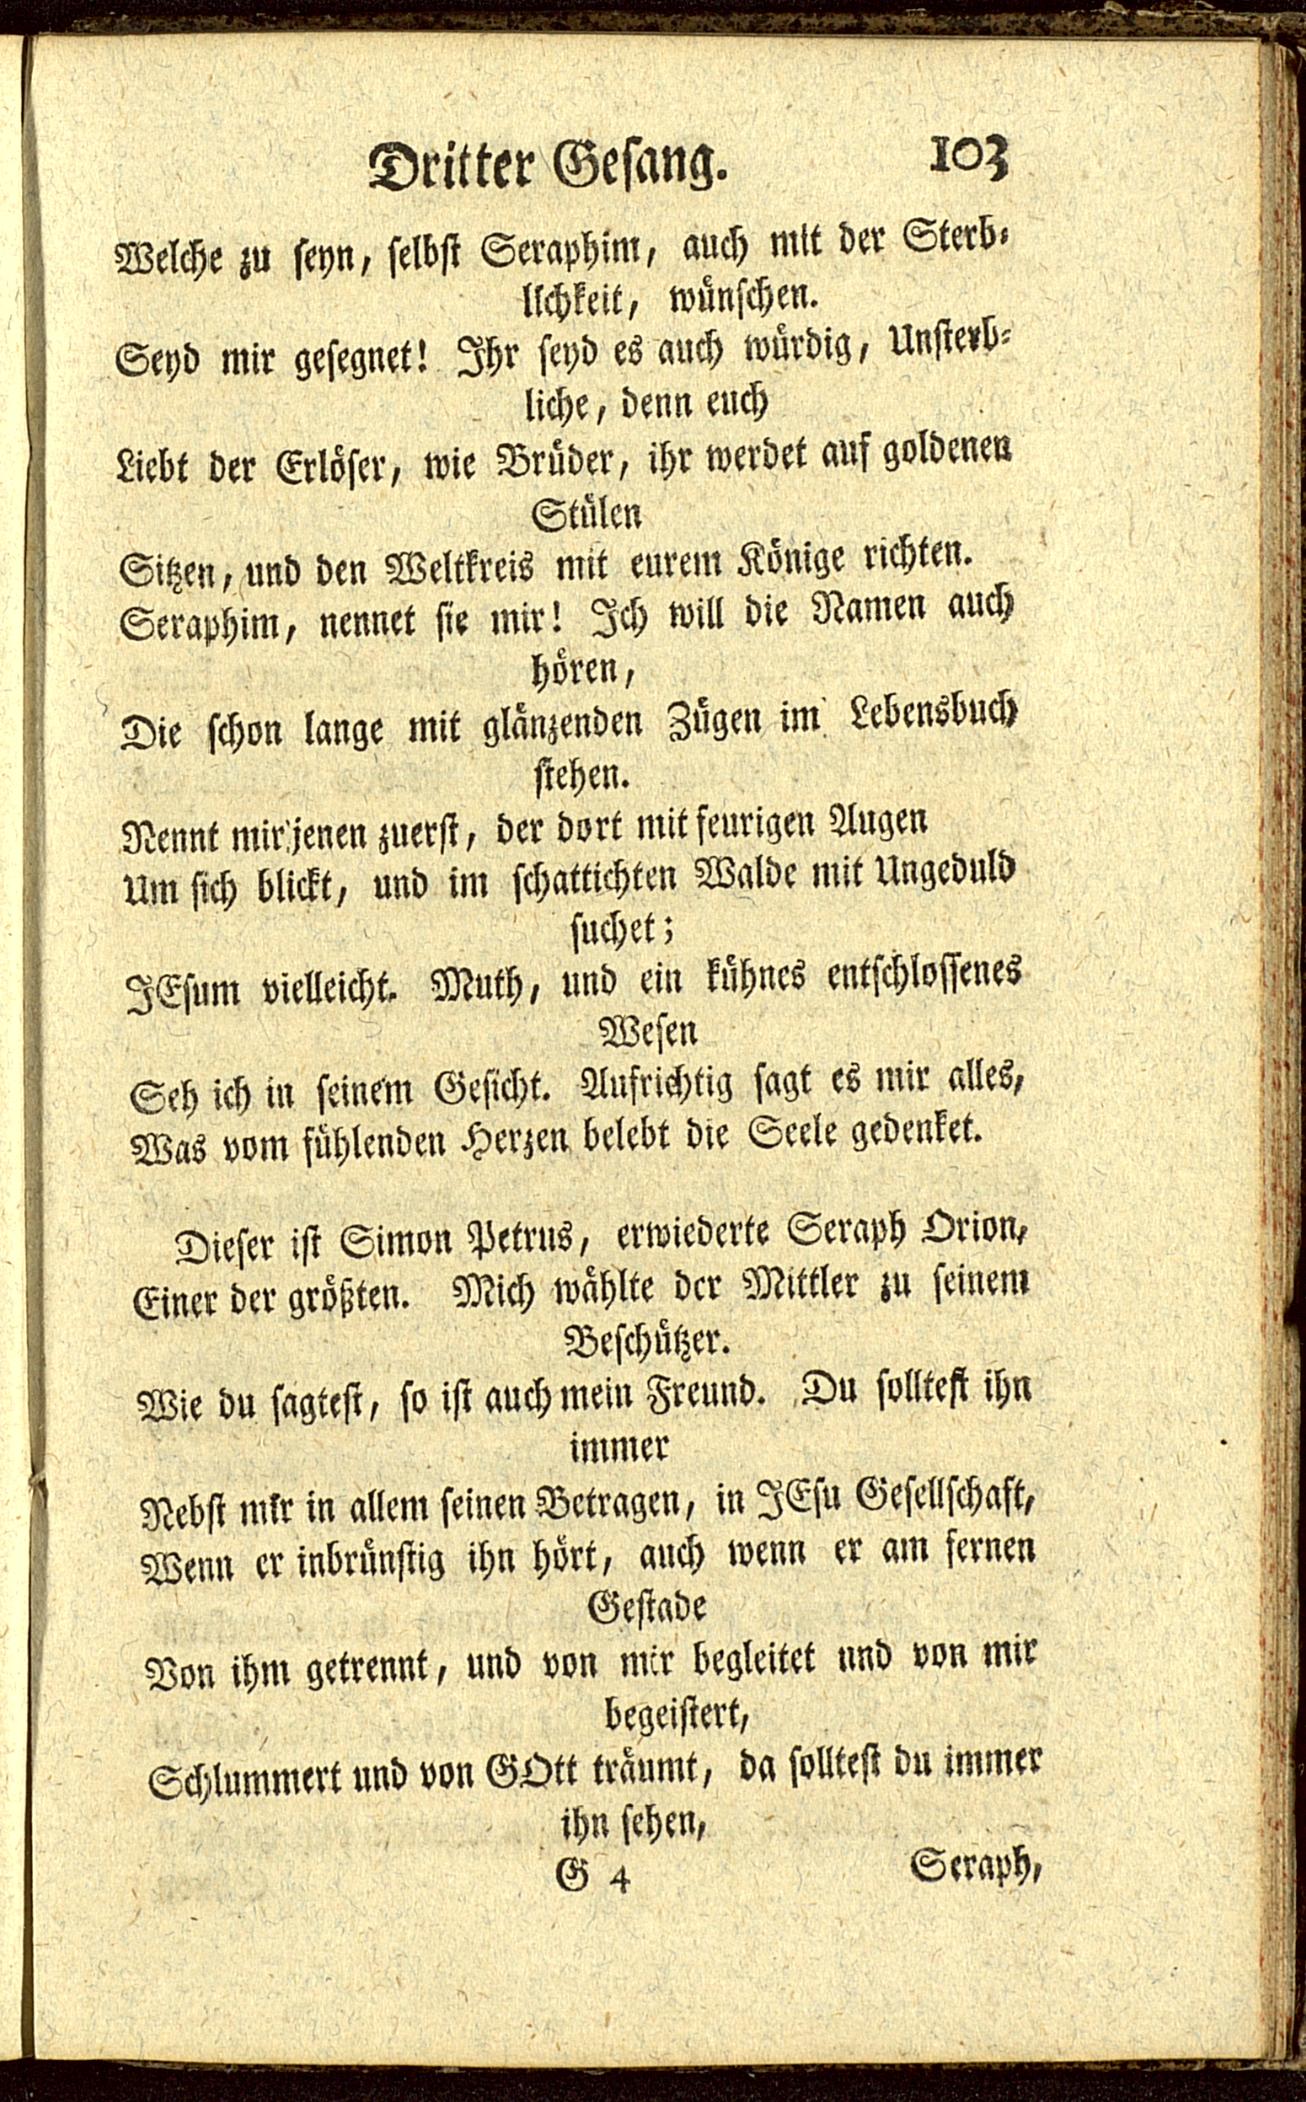 Dritter Gesang. 103
Welche zu seyn, selbst Seraphim, auch mit der Sterb-
lichkeit, wünschen.
Seyd mir gesegnet! Ihr seyd es auch würdig, Unsterb-
liche, denn euch
Liebt der Erlöser, wie Brüder, ihr werdet auf goldenen
Stülen
Sitzen, und den Weltkreis mit eurem Könige richten.
Seraphim, nennet sie mir! Ich will die Namen auch
hören,
Die schon lange mit glänzenden Zügen im Lebensbuch
stehen.
Nennt mir jenen zuerst, der dort mit feurigen Augen
Um sich blickt, und im schattichten Walde mit Ungeduld
suchet;
JEsum vielleicht. Muth, und ein kühnes entschlossenes
Wesen
Seh ich in seinem Gesicht. Aufrichtig sagt es mir alles,
Was vom fühlenden Herzen belebt die Seele gedenket.
Dieser ist Simon Petrus, erwiederte Seraph Orion,
Einer der größten. Mich wählte der Mittler zu seinem
Beschützer.
Wie du sagtest, so ist auch mein Freund. Du solltest ihn
immer
Nebst mir in allem seinen Betragen, in JEsu Gesellschaft,
Wenn er inbrünstig ihn hört, auch wenn er am fernen
Gestade
Von ihm getrennt, und von mir begleitet und von mir
begeistert,
Schlummert und von GOtt träumt, da solltest du immer
ihn sehen,
G 4 Seraph,